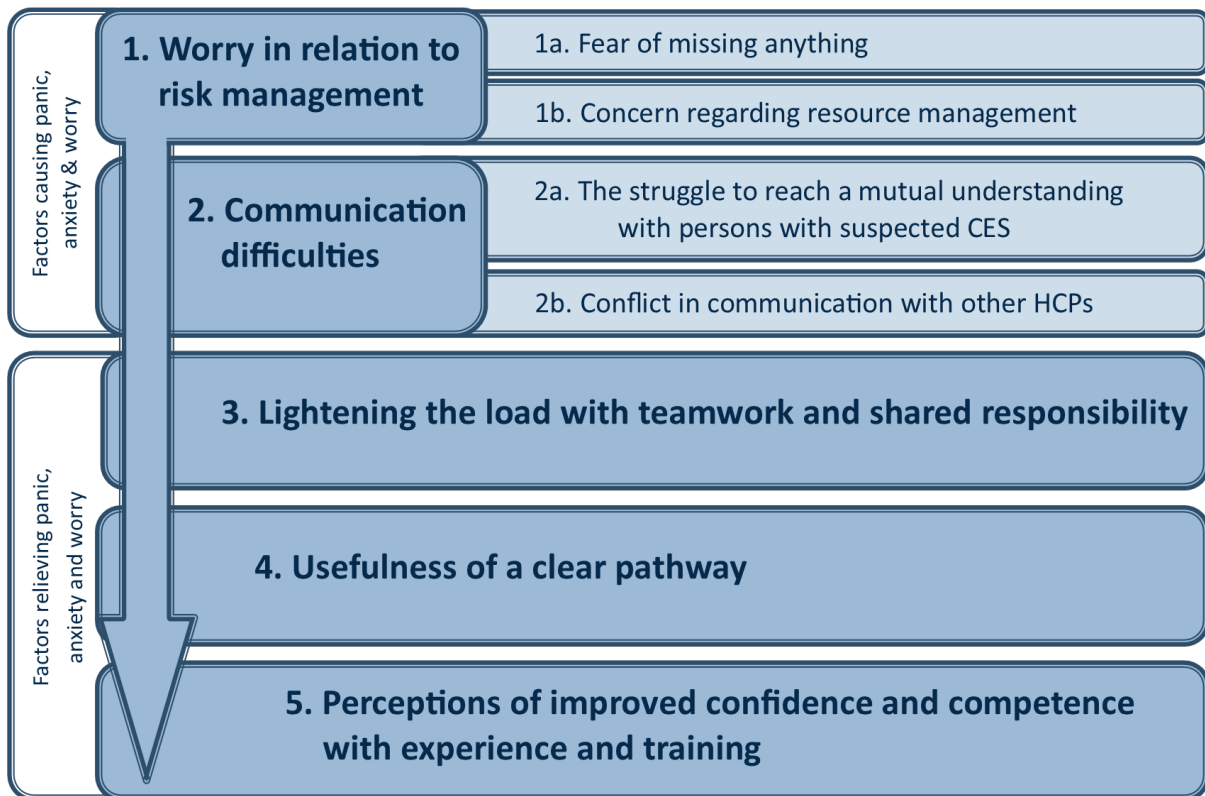 Factors causing panic,
anxiety & worry
1. Worry in relation to
risk management
1a. Fear of missing anything
1b. Concern regarding resource management
2. Communication
difficulties
2a. The struggle to reach a mutual understanding
with persons with suspected CES
2b. Conflict in communication with other HCPs
Factors relieving panic,
anxiety and worry
3. Lightening the load with teamwork and shared responsibility
4. Usefulness of a clear pathway
5. Perceptions of improved confidence and competence
with experience and training